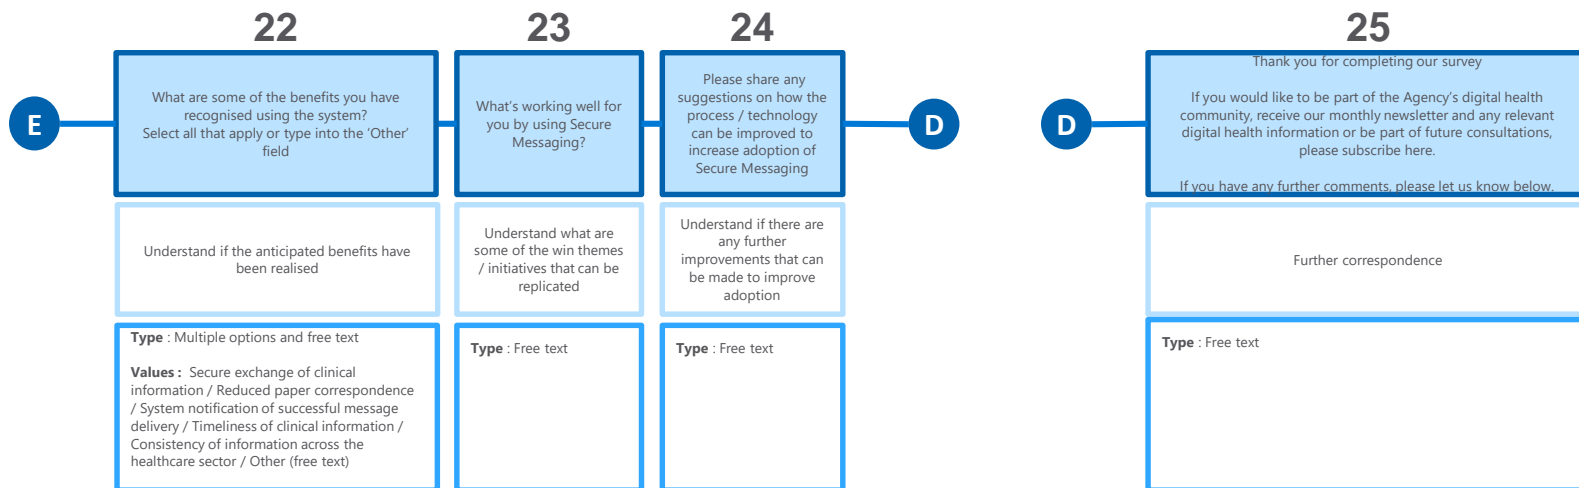 22
23
24
25
E
What are some of the benefits you have
recognised using the system?
Select all that apply or type into the ‘Other’
field
What’s working well for
you by using Secure
Messaging?
Please share any
suggestions on how the
process / technology
can be improved to
increase adoption of
Secure Messaging
D
D
Thank you for completing our survey
If you would like to be part of the Agency’s digital health
community, receive our monthly newsletter and any relevant
digital health information or be part of future consultations,
please subscribe here.
If you have any further comments, please let us know below.
Understand if the anticipated benefits have
been realised
Understand what are
some of the win themes
/ initiatives that can be
replicated
Understand if there are
any further
improvements that can
be made to improve
adoption
Further correspondence
Type : Multiple options and free text
Values : Secure exchange of clinical
information / Reduced paper correspondence
/ System notification of successful message
delivery / Timeliness of clinical information /
Consistency of information across the
healthcare sector / Other (free text)
Type : Free text
Type : Free text
Type : Free text